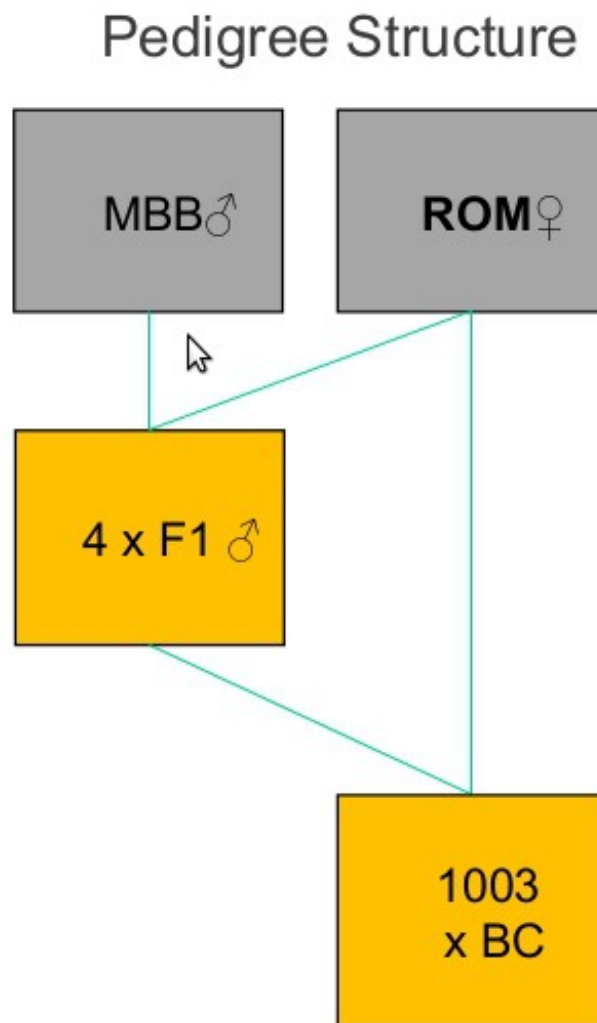 Pedigree Structure
MBB♂
ROM♀
4 x F1 ♂
1003
x BC